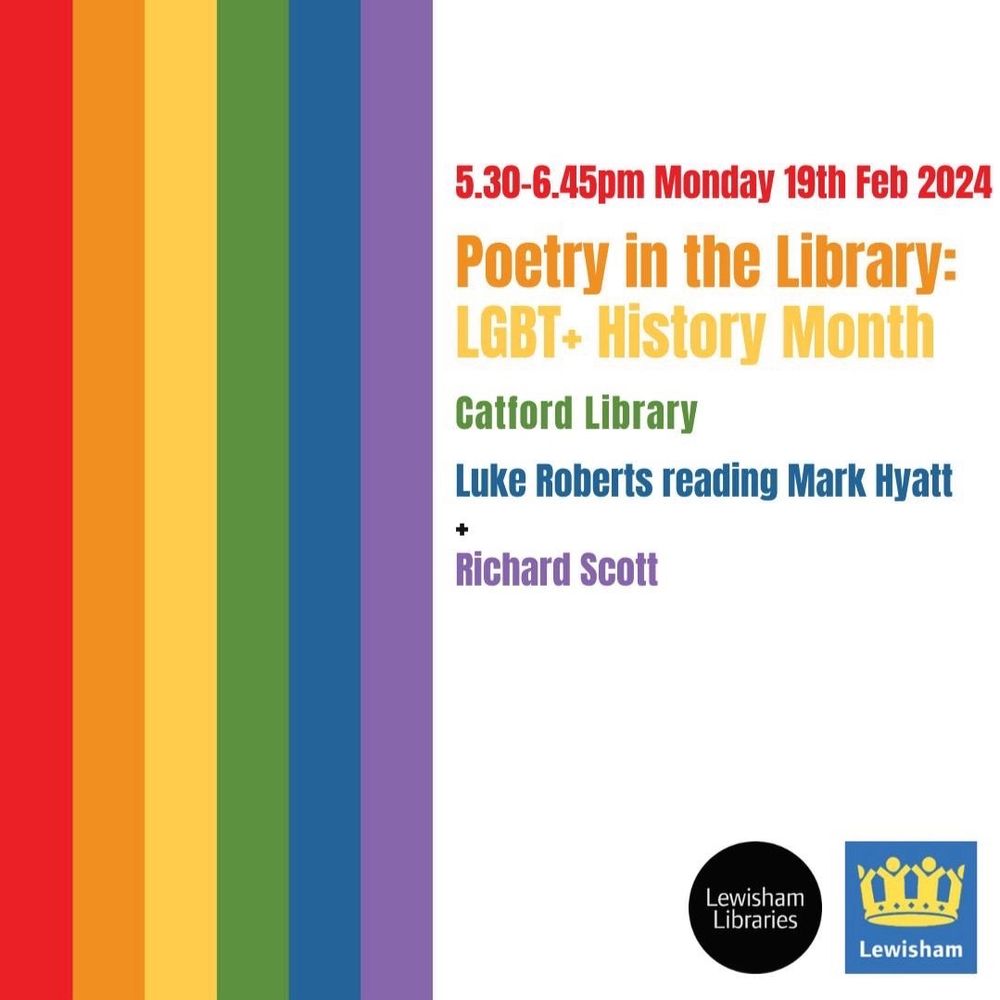 5.30-6.45pm Monday 19th Feb 2024
Poetry in the Library:
LGBT+ History Month
Catford Library
Luke Roberts reading Mark Hyatt
+
Richard Scott
Lewisham
Libraries
Lewisham